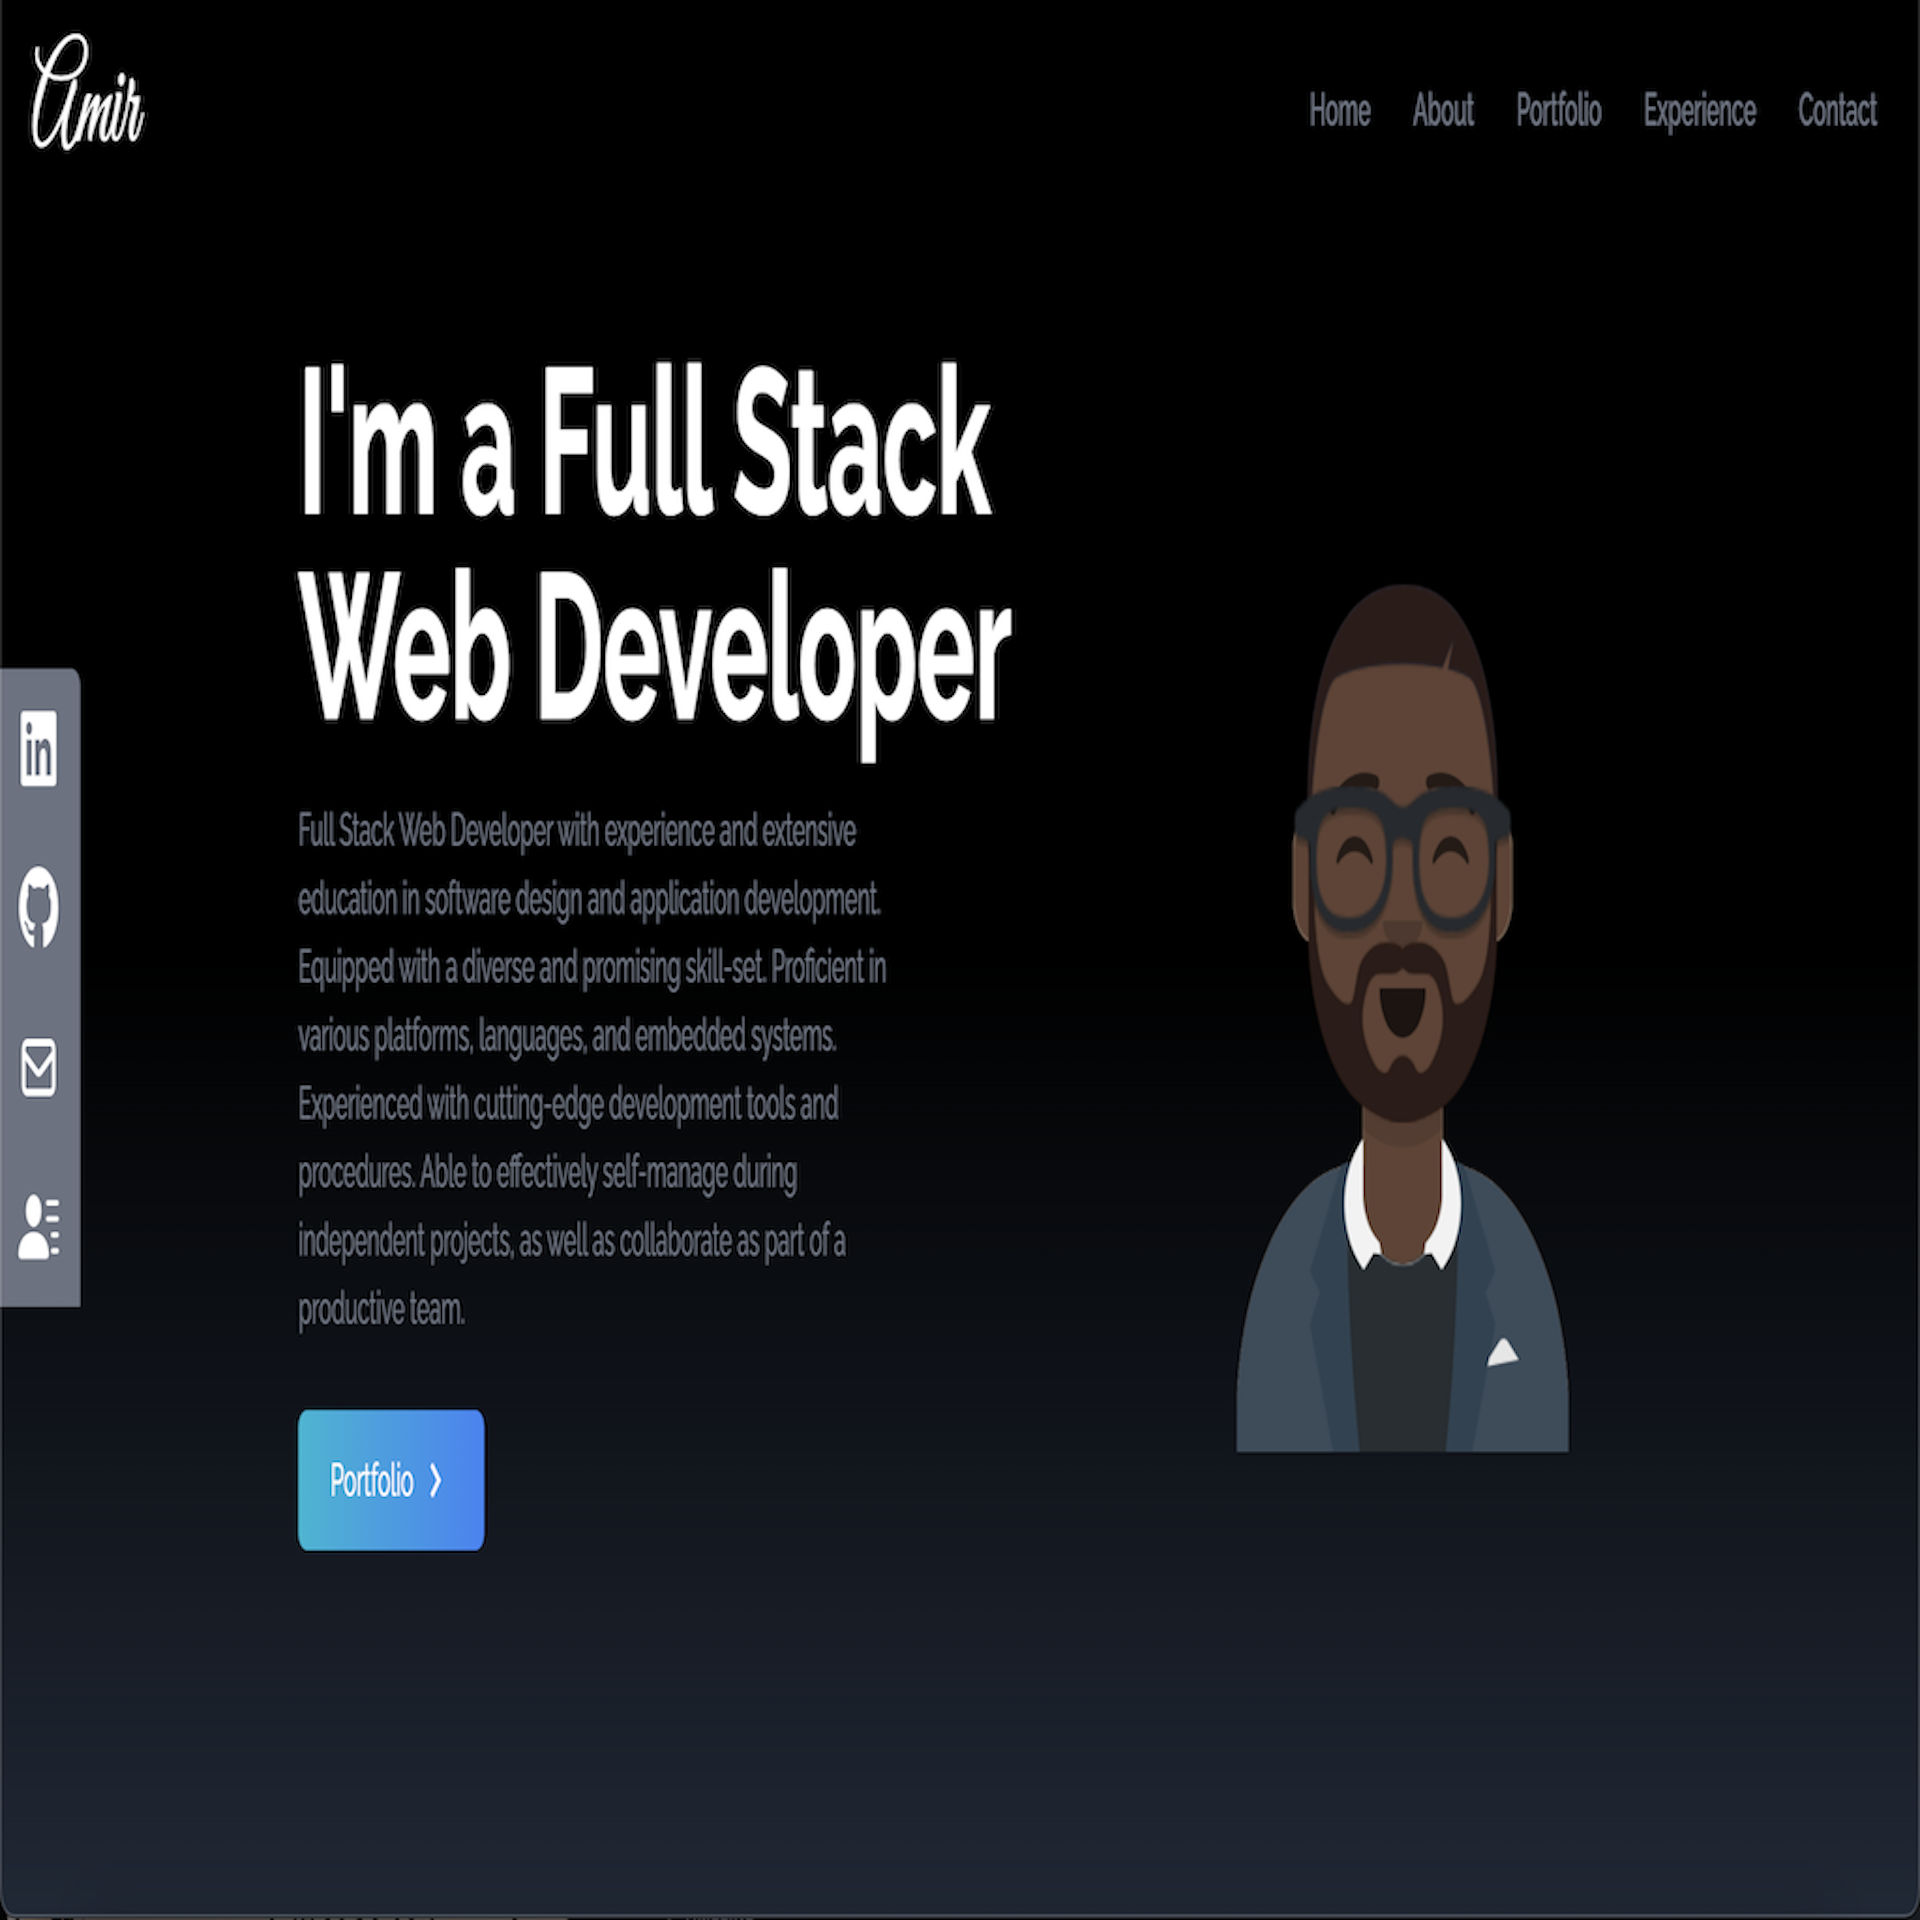 Amir
Home About Portfolio Experience Contact
I'm a Full Stack
Web Developer
in
Full Stack Web Developer with experience and extensive
education in software design and application development.
Equipped with a diverse and promising skill-set. Proficient in
various platforms, languages, and embedded systems.
Experienced with cutting-edge development tools and
procedures. Able to effectively self-manage during
independent projects, as well as collaborate as part of a
productive team.
Portfolio